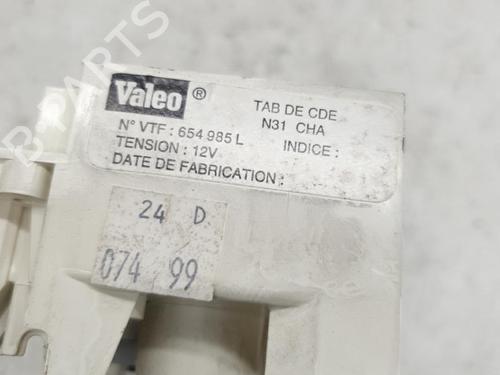 Valeo ®
TAB DE CDE
N31 CHA
N° VTF : 654 985 L
INDICE :
TENSION : 12V
DATE DE FABRICATION :
24 D
074 99
B-PARTS